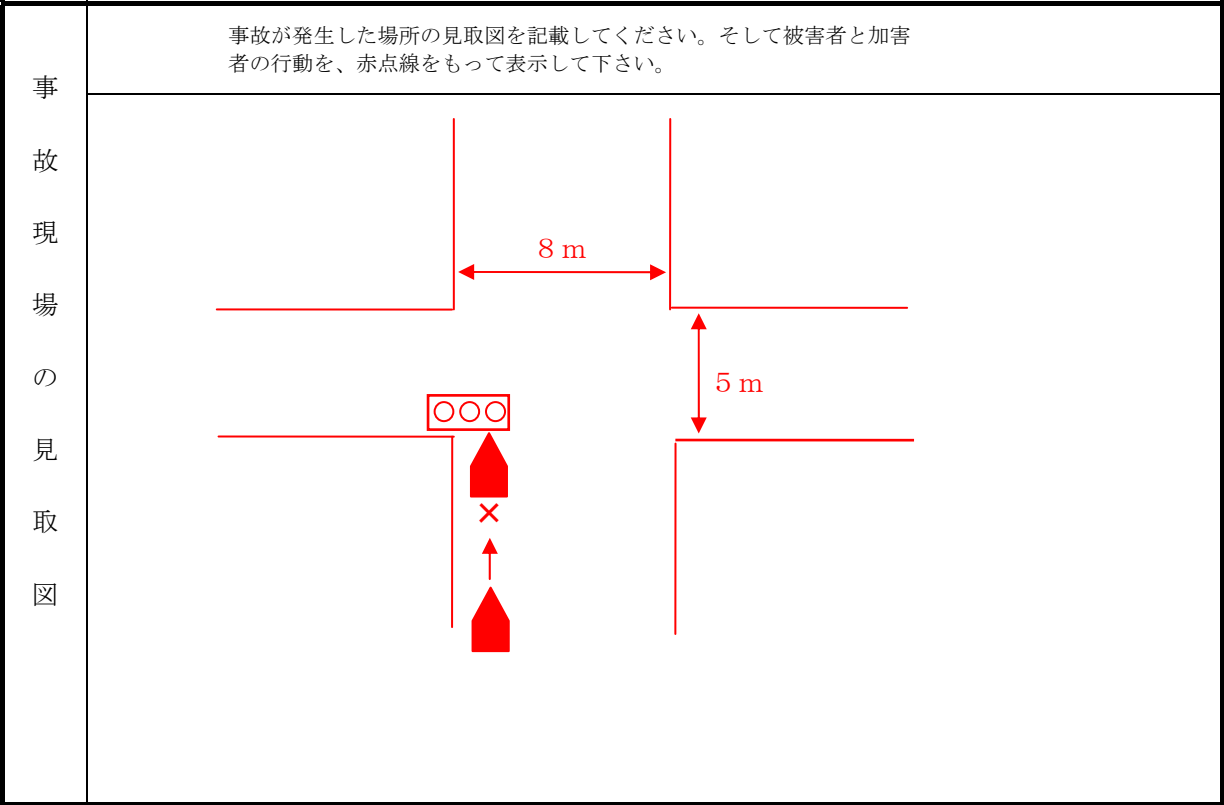 事故現場の見取図
事故が発生した場所の見取図を記載してください。そして被害者と加害
者の行動を、赤点線をもって表示して下さい。
８ｍ
５ｍ